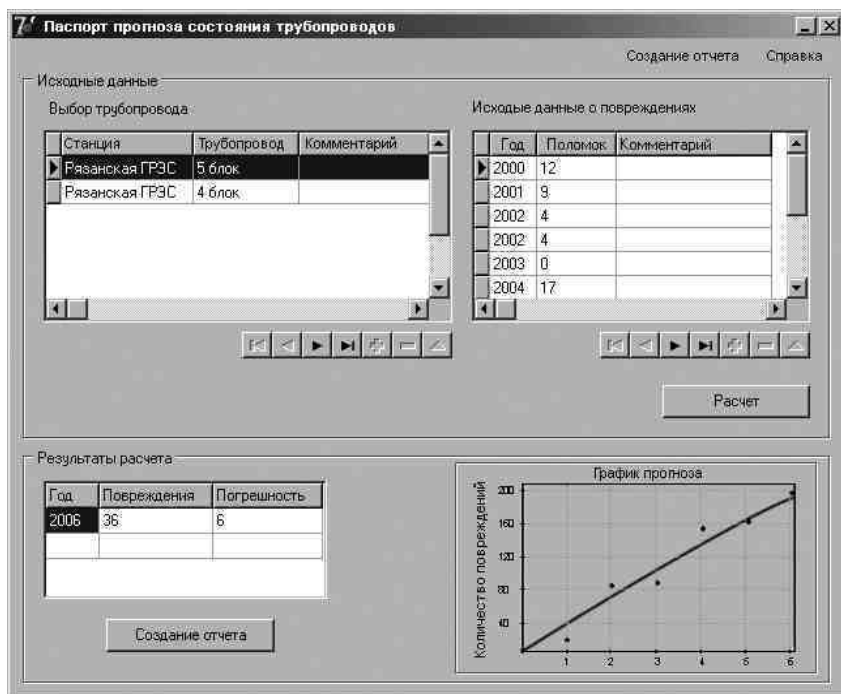 Паспорт прогноза состояния трубопроводов
Создание отчета Справка
Исходные данные
Выбор трубопровода
Станция Трубопровод Комментарий
Рязанская ГРЭС 5 блок
Рязанская ГРЭС 4 блок
Исходые данные о повреждениях
Год Поломок Комментарий
2000 12
2001 9
2002 4
2002 4
2003 0
2004 17
Расчет
Результаты расчета
Год Повреждения Погрешность
2006 36 6
Создание отчета
График прогноза
Количество повреждений
200
160
120
80
40
1 2 3 4 5 6